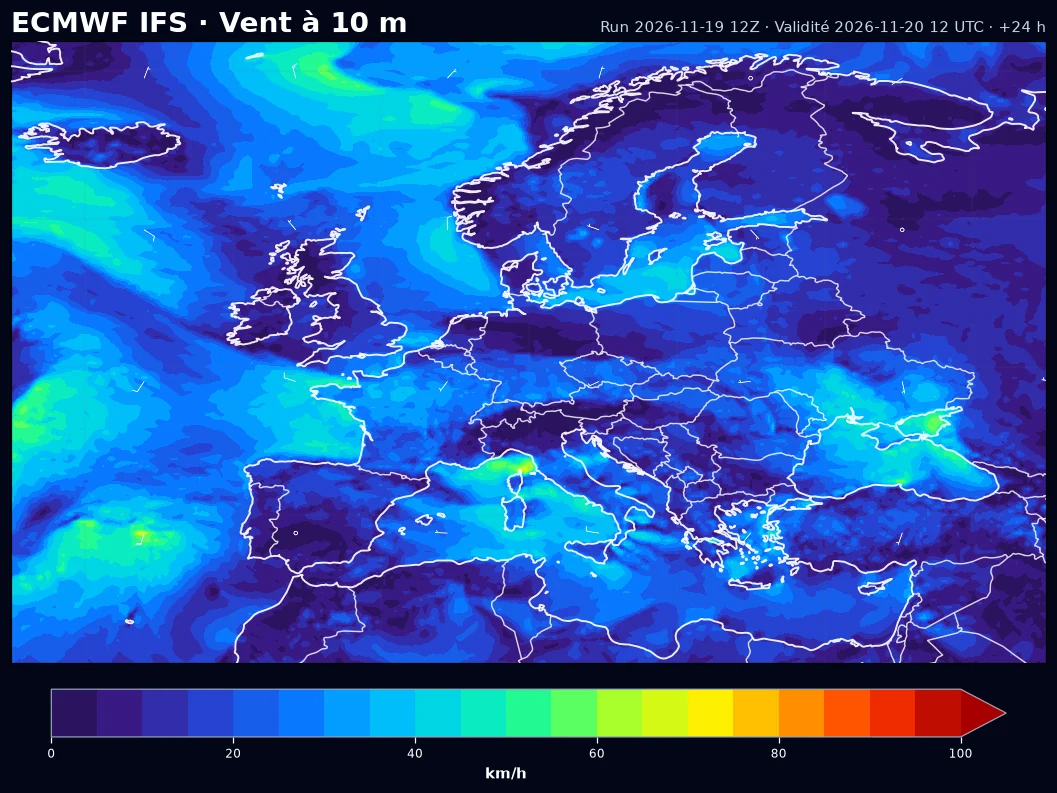 ECMWF IFS · Vent à 10 m
Run 2026-11-19 12Z · Validité 2026-11-20 12 UTC · +24 h
0 20 40 60 80 100
km/h